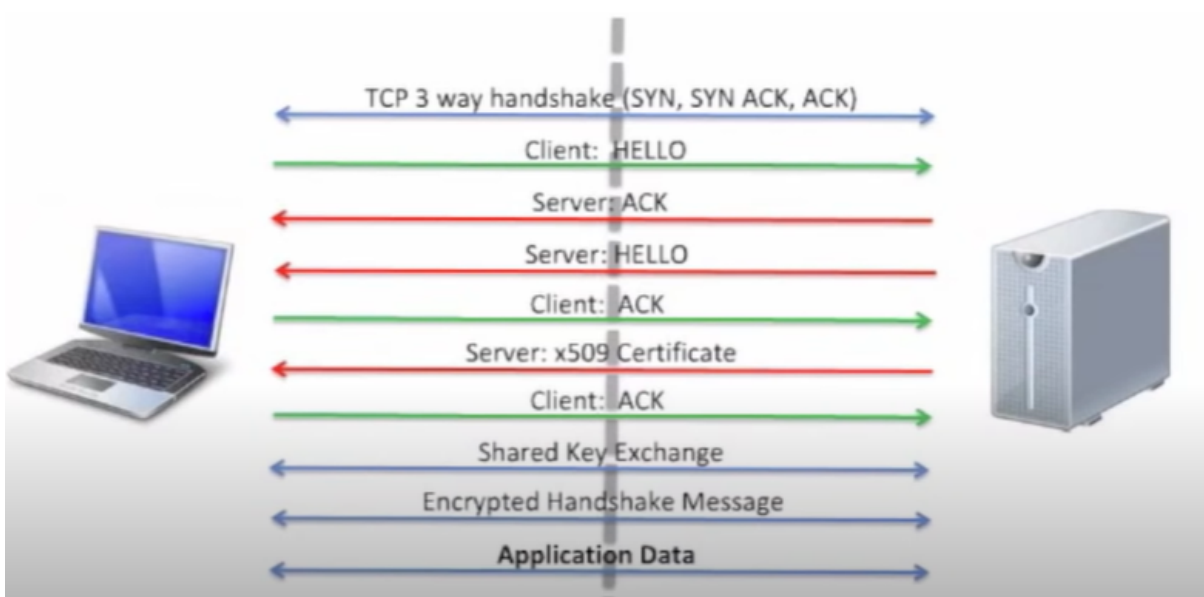 TCP 3 way handshake (SYN, SYN ACK, ACK)
Client: HELLO
Server: ACK
Server: HELLO
Client: ACK
Server: x509 Certificate
Client: ACK
Shared Key Exchange
Encrypted Handshake Message
Application Data